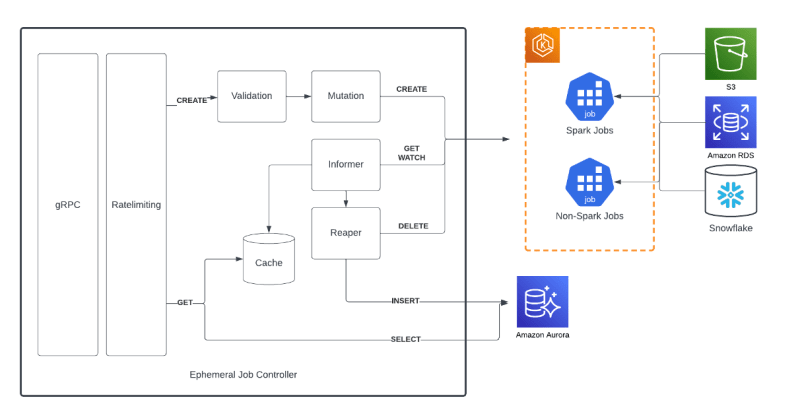 gRPC
Ratelimiting
CREATE
Validation
Mutation
CREATE
Informer
GET
WATCH
Reaper
DELETE
Cache
GET
INSERT
SELECT
Ephemeral Job Controller
K
job
Spark Jobs
job
Non-Spark Jobs
S3
Amazon RDS
Snowflake
Amazon Aurora